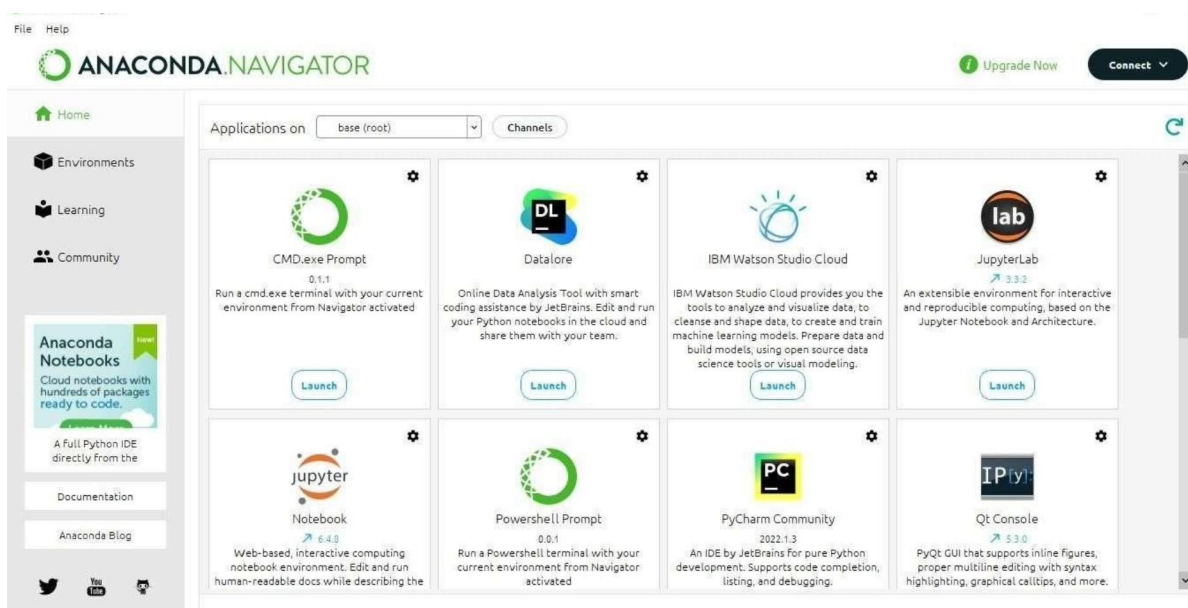 File Help
ANACONDA.NAVIGATOR
Upgrade Now
Connect
Home
Environments
Learning
Community
Anaconda
Notebooks
New!
Cloud notebooks with
hundreds of packages
ready to code.
A full Python IDE
directly from the
Documentation
Anaconda Blog
You
Tube
Applications on base (root) Channels
CMD.exe Prompt
0.1.1
Run a cmd.exe terminal with your current
environment from Navigator activated
Launch
DL
Datalore
Online Data Analysis Tool with smart
coding assistance by JetBrains. Edit and run
your Python notebooks in the cloud and
share them with your team.
Launch
IBM Watson Studio Cloud
IBM Watson Studio Cloud provides you the
tools to analyze and visualize data, to
cleanse and shape data, to create and train
machine learning models. Prepare data and
build models, using open source data
science tools or visual modeling.
Launch
lab
JupyterLab
3.3.2
An extensible environment for interactive
and reproducible computing, based on the
Jupyter Notebook and Architecture.
Launch
jupyter
Notebook
6.4.8
Web-based, interactive computing
notebook environment. Edit and run
human-readable docs while describing the
Powershell Prompt
0.0.1
Run a Powershell terminal with your
current environment from Navigator
activated
PC
PyCharm Community
2022.1.3
An IDE by JetBrains for pure Python
development. Supports code completion,
listing, and debugging.
IP[y]:
Qt Console
5.3.0
PyQt GUI that supports inline figures,
proper multiline editing with syntax
highlighting, graphical calltips, and more.